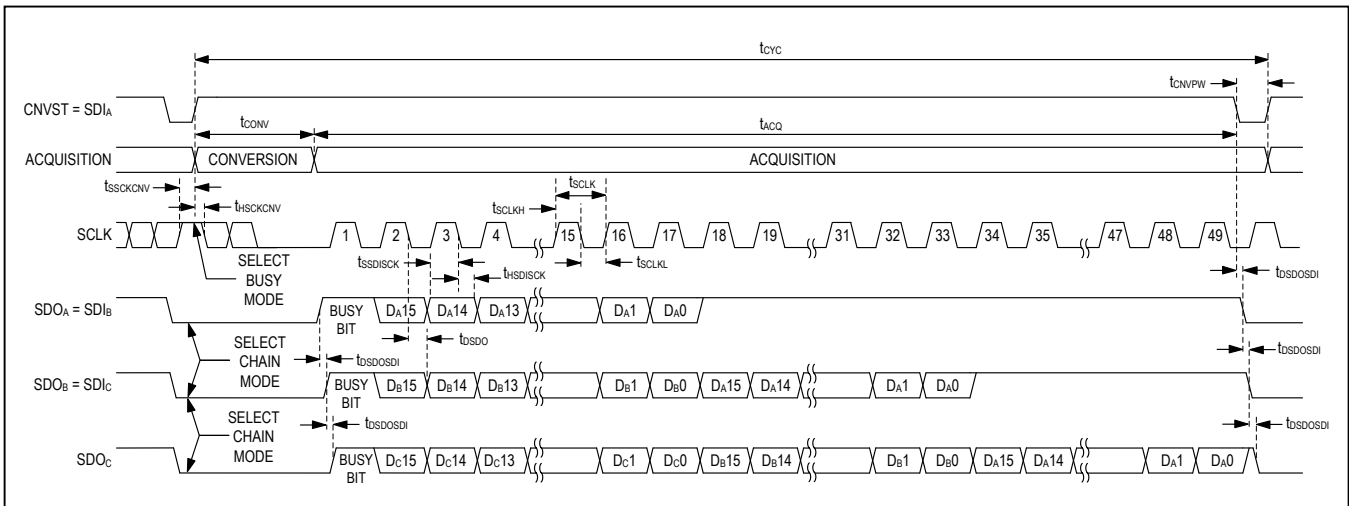 tCYC
tCNVPW
CNVST = SDIA
tCONV
tACQ
ACQUISITION
CONVERSION
ACQUISITION
tSSCKCNV
tHSCKCNV
tSCLK
tSCLKH
SCLK
1 2 3 4 15 16 17 18 19 31 32 33 34 35 47 48 49
SELECT
BUSY
MODE
tSSDISCK
tHSDISCK
tSCLKL
tDSDOSDI
SDOA = SDIB
BUSY
BIT
DA15 DA14 DA13 DA1 DA0
SELECT
CHAIN
MODE
tDSDOSDI
tDSDO
tDSDOSDI
SDOB = SDIC
BUSY
BIT
DB15 DB14 DB13 DB1 DB0 DA15 DA14 DA1 DA0
SELECT
CHAIN
MODE
tDSDOSDI
tDSDOSDI
SDOC
BUSY
BIT
DC15 DC14 DC13 DC1 DC0 DB15 DB14 DB1 DB0 DA15 DA14 DA1 DA0